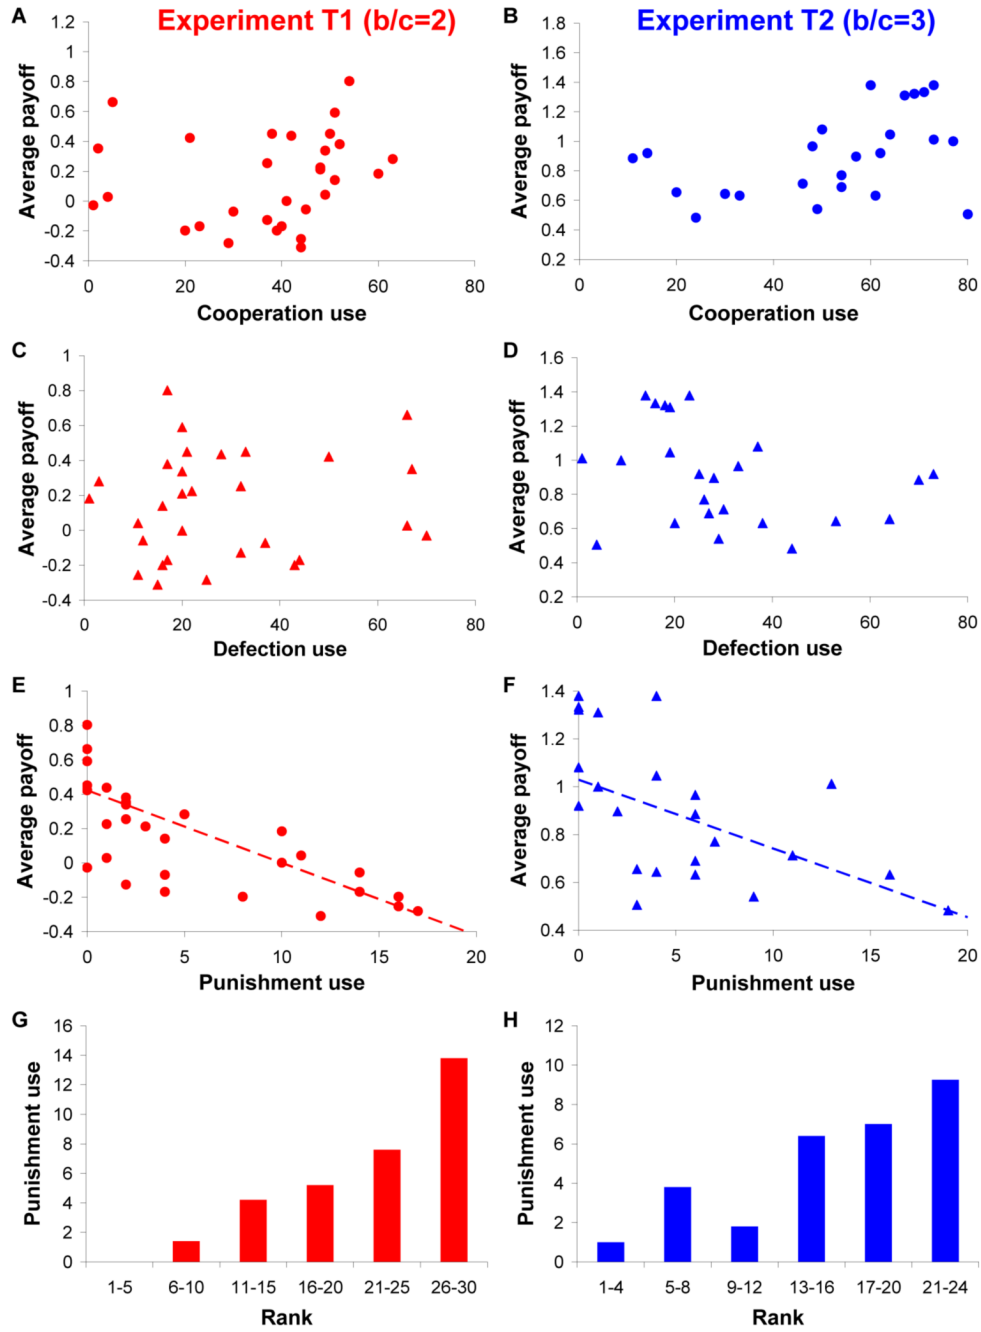 A
Experiment T1 (b/c=2)
B
Experiment T2 (b/c=3)
Average payoff
1.2
1
0.8
0.6
0.4
0.2
0
-0.2
-0.4
0 20 40 60 80
Cooperation use
Average payoff
1.8
1.6
1.4
1.2
1
0.8
0.6
0.4
0.2
0 20 40 60 80
Cooperation use
C
Average payoff
1
0.8
0.6
0.4
0.2
0
-0.2
-0.4
0 20 40 60 80
Defection use
D
Average payoff
1.6
1.4
1.2
1
0.8
0.6
0.4
0.2
0 20 40 60 80
Defection use
E
Average payoff
1
0.8
0.6
0.4
0.2
0
-0.2
-0.4
0 5 10 15 20
Punishment use
F
Average payoff
1.4
1.2
1
0.8
0.6
0.4
0 5 10 15 20
Punishment use
G
Punishment use
16
14
12
10
8
6
4
2
0
1-5 6-10 11-15 16-20 21-25 26-30
Rank
H
Punishment use
12
10
8
6
4
2
0
1-4 5-8 9-12 13-16 17-20 21-24
Rank